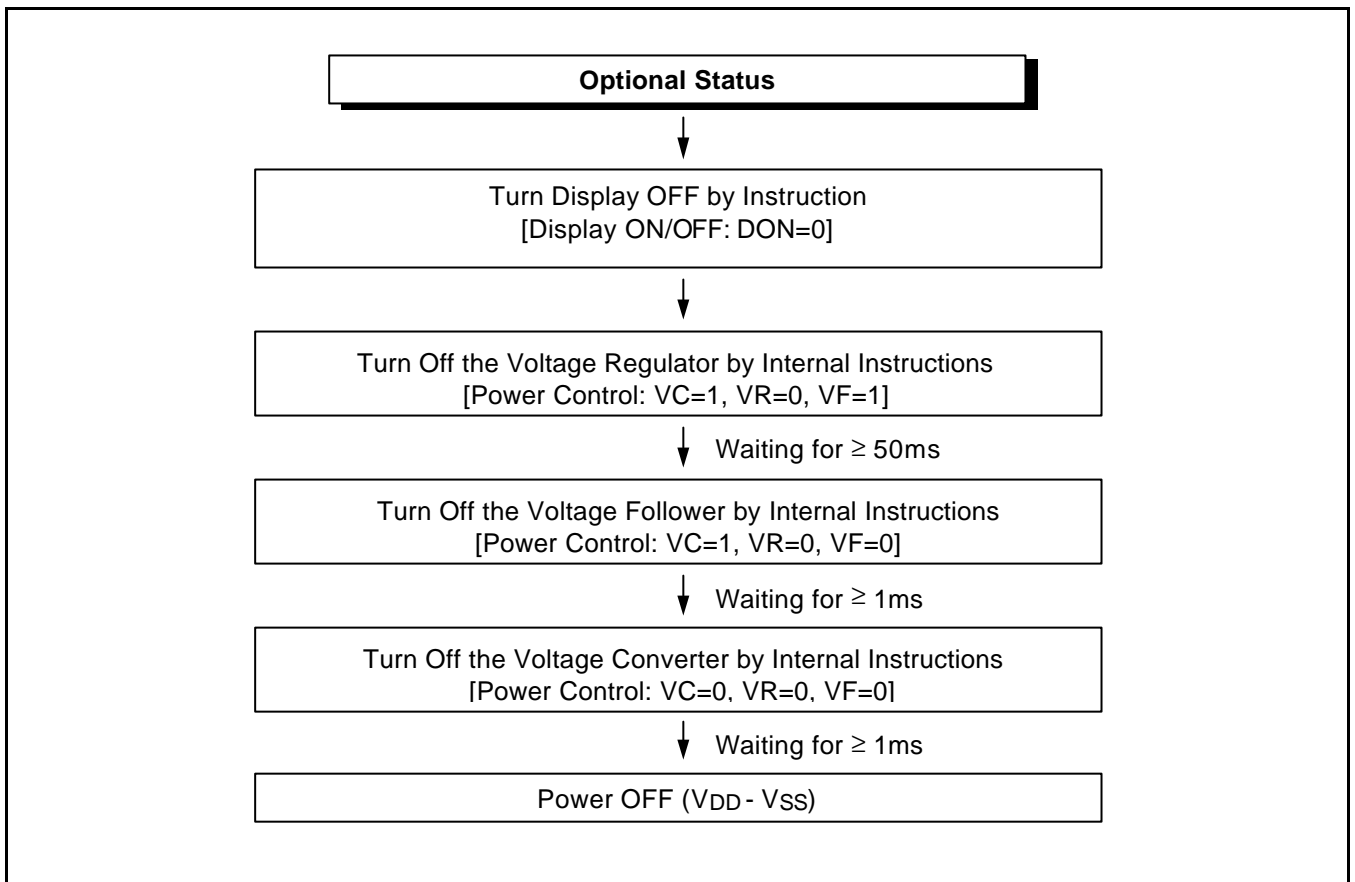 Optional Status
Turn Display OFF by Instruction
[Display ON/OFF: DON=0]
Turn Off the Voltage Regulator by Internal Instructions
[Power Control: VC=1, VR=0, VF=1]
Waiting for ≥ 50ms
Turn Off the Voltage Follower by Internal Instructions
[Power Control: VC=1, VR=0, VF=0]
Waiting for ≥ 1ms
Turn Off the Voltage Converter by Internal Instructions
[Power Control: VC=0, VR=0, VF=0]
Waiting for ≥ 1ms
Power OFF (VDD - VSS)